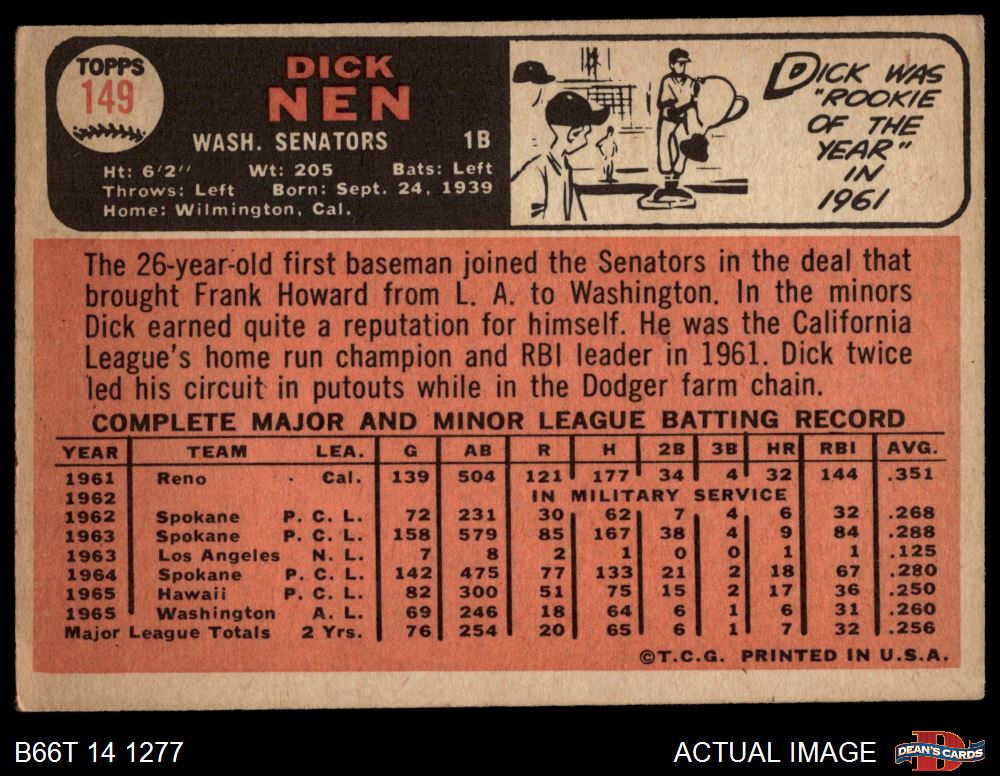 TOPPS
149
DICK
NEN
WASH. SENATORS 1B
Ht: 6'2" Wt: 205 Bats: Left
Throws: Left Born: Sept. 24, 1939
Home: Wilmington, Cal.
DICK WAS
"ROOKIE
OF THE
YEAR"
IN
1961
The 26-year-old first baseman joined the Senators in the deal that
brought Frank Howard from L. A. to Washington. In the minors
Dick earned quite a reputation for himself. He was the California
League's home run champion and RBI leader in 1961. Dick twice
led his circuit in putouts while in the Dodger farm chain.
COMPLETE MAJOR AND MINOR LEAGUE BATTING RECORD
YEAR TEAM LEA. G AB R H 2B 3B HR RBI AVG.
1961 Reno Cal. 139 504 121 177 34 4 32 144 .351
1962 IN MILITARY SERVICE
1962 Spokane P. C. L. 72 231 30 62 7 4 6 32 .268
1963 Spokane P. C. L. 158 579 85 167 38 4 9 84 .288
1963 Los Angeles N. L. 7 8 2 1 0 0 1 1 .125
1964 Spokane P. C. L. 142 475 77 133 21 2 18 67 .280
1965 Hawaii P. C. L. 82 300 51 75 15 2 17 36 .250
1965 Washington A. L. 69 246 18 64 6 1 6 31 .260
Major League Totals 2 Yrs. 76 254 20 65 6 1 7 32 .256
©T.C.G. PRINTED IN U.S.A.
B66T 14 1277
ACTUAL IMAGE
DEAN'S CARDS